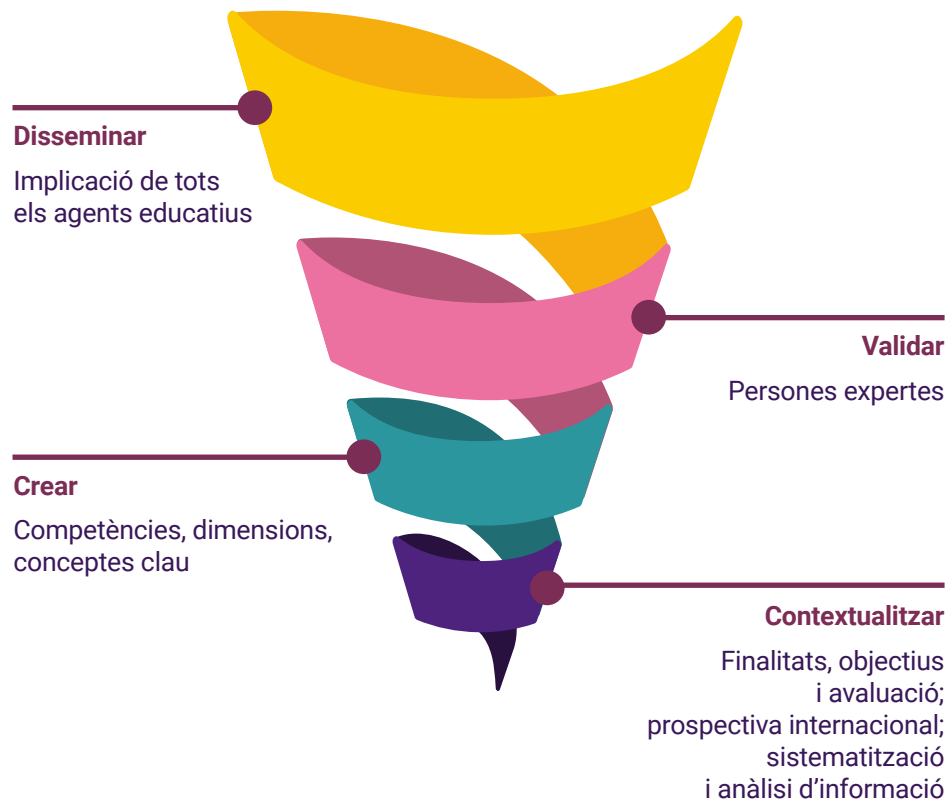 Disseminar
Implicació de tots
els agents educatius
Validar
Persones expertes
Crear
Competències, dimensions,
conceptes clau
Contextualitzar
Finalitats, objectius
i avaluació;
prospectiva internacional;
sistematització
i anàlisi d’informació